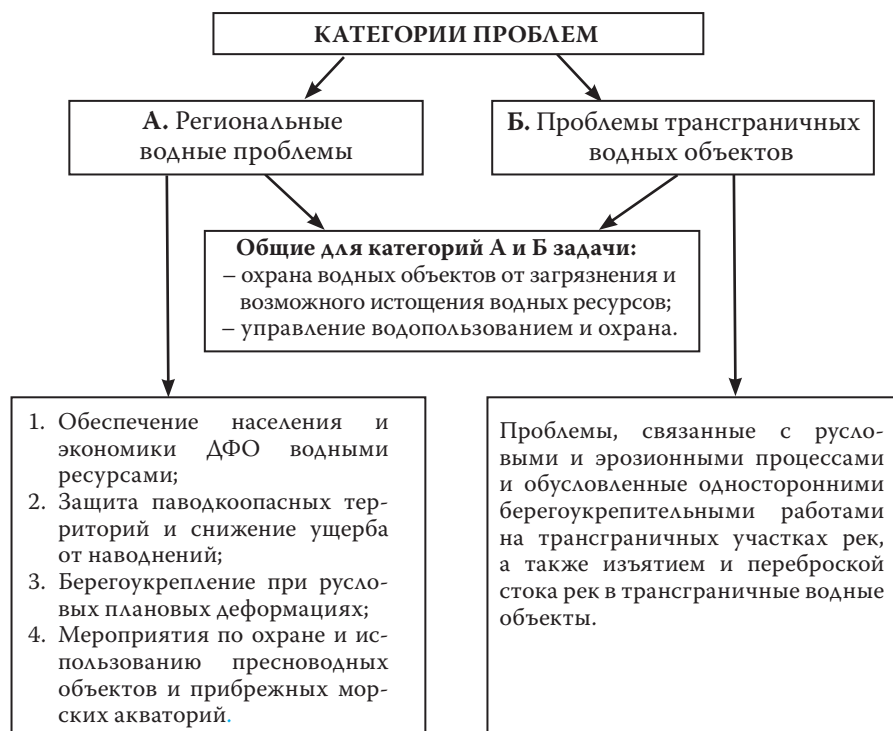 КАТЕГОРИИ ПРОБЛЕМ
А. Региональные
водные проблемы
Б. Проблемы трансграничных
водных объектов
Общие для категорий А и Б задачи:
– охрана водных объектов от загрязнения и
возможного истощения водных ресурсов;
– управление водопользованием и охрана.
1. Обеспечение населения и
экономики ДФО водными
ресурсами;
2. Защита паводкоопасных тер-
риторий и снижение ущерба
от наводнений;
3. Берегоукрепление при русло-
вых плановых деформациях;
4. Мероприятия по охране и ис-
пользованию пресноводных
объектов и прибрежных мор-
ских акваторий.
Проблемы, связанные с русло-
выми и эрозионными процессами
и обусловленные односторонними
берегоукрепительными работами
на трансграничных участках рек,
а также изъятием и переброской
стока рек в трансграничные водные
объекты.